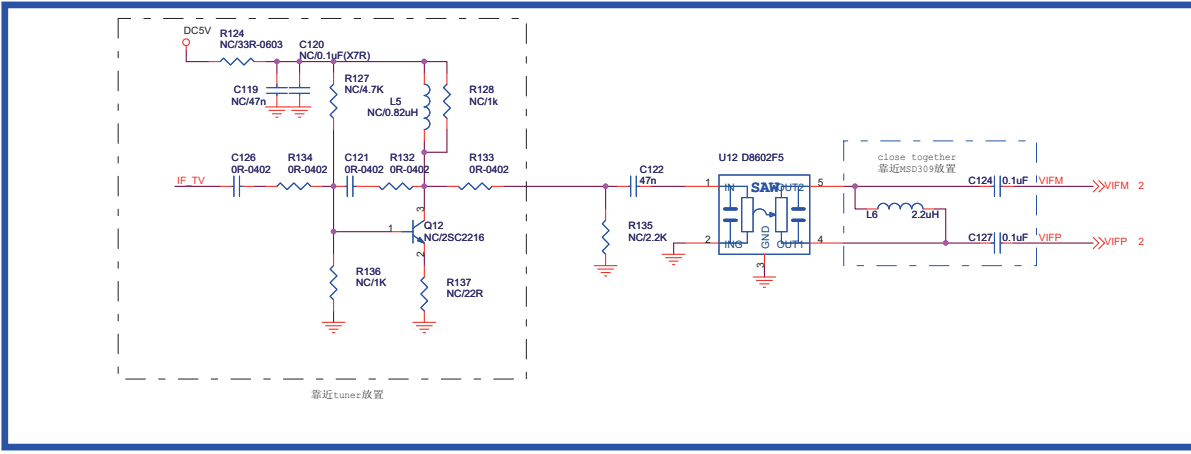 DC5V
R124
NC/33R-0603
C120
NC/0.1uF(X7R)
C119
NC/47n
R127
NC/4.7K
L5
NC/0.82uH
R128
NC/1k
IF_TV
C126
0R-0402
R134
0R-0402
C121
0R-0402
R132
0R-0402
R133
0R-0402
3
1
Q12
NC/2SC2216
2
R136
NC/1K
R137
NC/22R
靠近tuner放置
C122
47n
R135
NC/2.2K
U12 D8602F5
1
IN
SAW
OUT2
5
2
ING
GND
OUT1
4
3
close together
靠近MSD309放置
C124
0.1uF
VIFM
VIFM 2
L6
2.2uH
C127
0.1uF
VIFP
VIFP 2